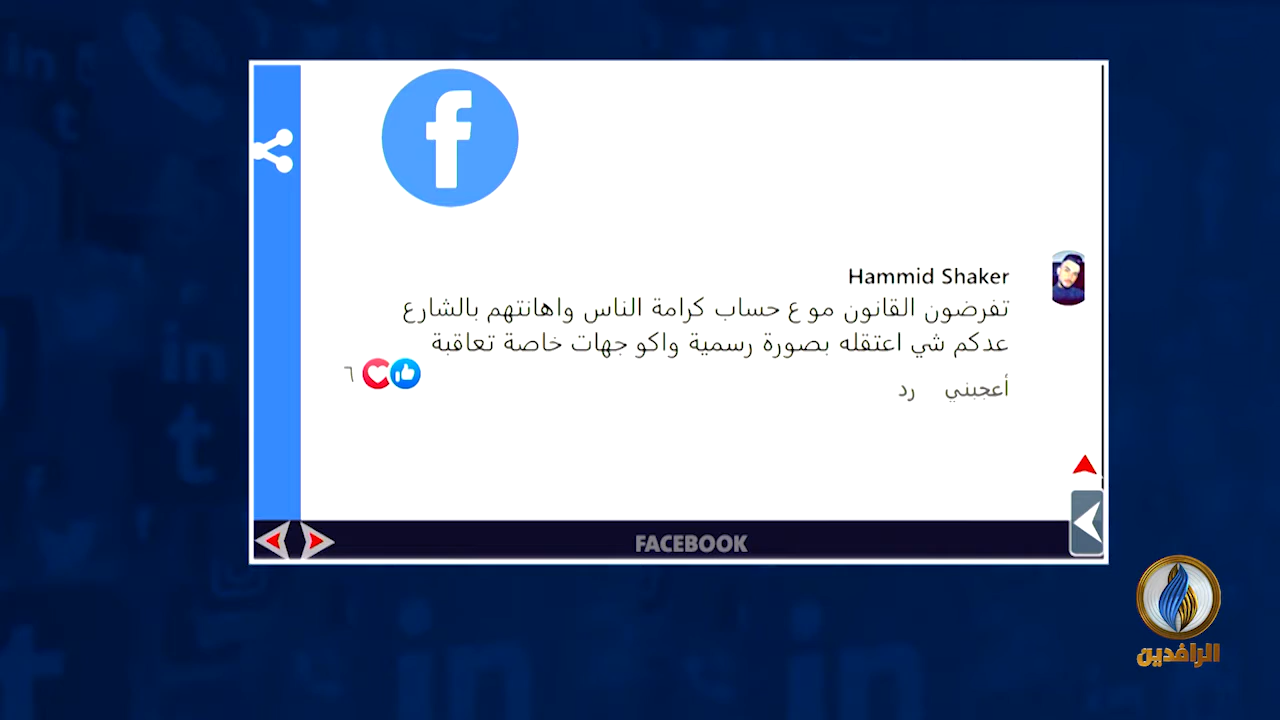 Hammid Shaker
تفرضون القانون مو ع حساب كرامة الناس واهانتهم بالشارع
عدكم شي اعتقله بصورة رسمية واكو جهات خاصة تعاقبة
أعجبني رد
٦
FACEBOOK
الرافدين